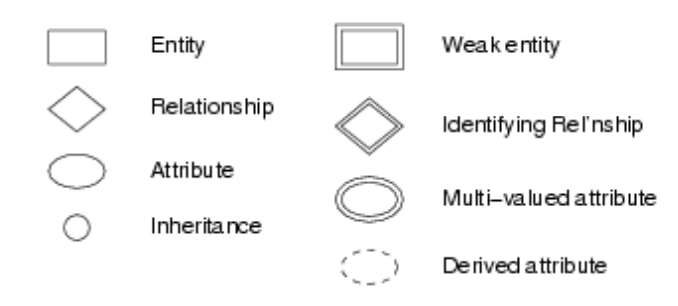 Entity
Weak entity
Relationship
Identifying Rel'nship
Attribute
Multi-valued attribute
Inheritance
Derived attribute